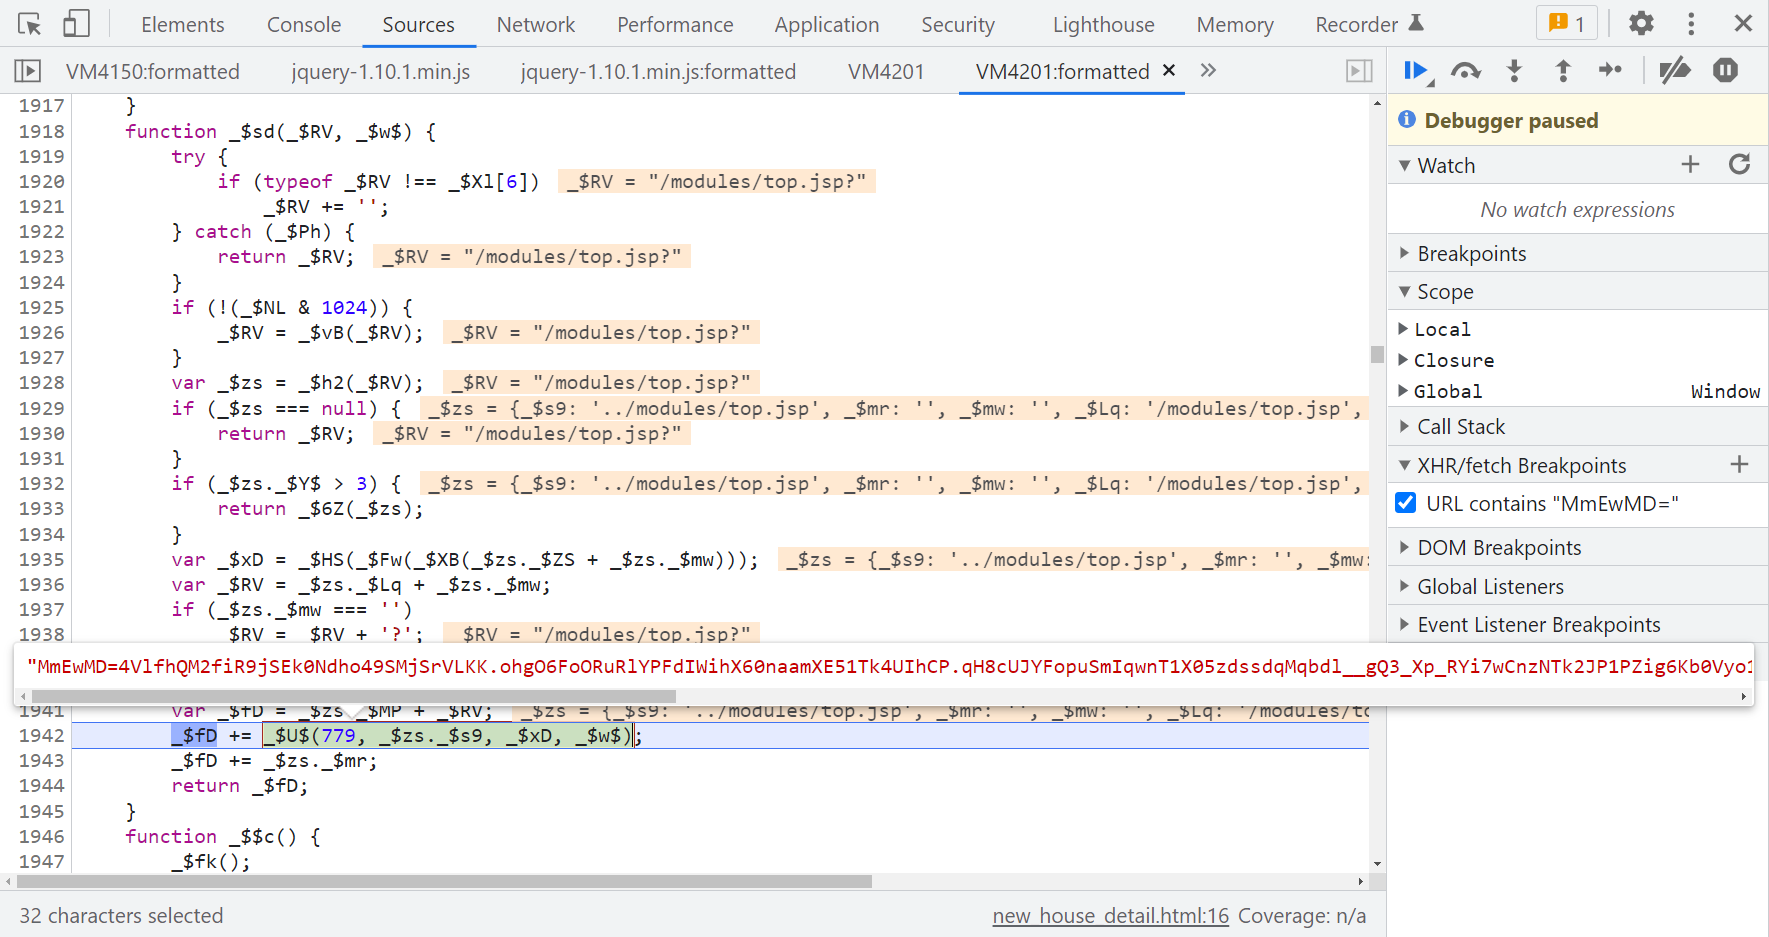 Elements Console Sources Network Performance Application Security Lighthouse Memory Recorder 1
VM4150:formatted jquery-1.10.1.min.js jquery-1.10.1.min.js:formatted VM4201 VM4201:formatted × »
1917 }
1918 function _$sd(_$RV, _$w$) {
1919 try {
1920 if (typeof _$RV !== _$Xl[6]) _$RV = "/modules/top.jsp?"
1921 _$RV += '';
1922 } catch (_$Ph) {
1923 return _$RV; _$RV = "/modules/top.jsp?"
1924 }
1925 if (!(_$NL & 1024)) {
1926 _$RV = _$vB(_$RV); _$RV = "/modules/top.jsp?"
1927 }
1928 var _$zs = _$h2(_$RV); _$RV = "/modules/top.jsp?"
1929 if (_$zs === null) { _$zs = {_$s9: '../modules/top.jsp', _$mr: '', _$mw: '', _$Lq: '/modules/top.jsp',
1930 return _$RV; _$RV = "/modules/top.jsp?"
1931 }
1932 if (_$zs._$Y$ > 3) { _$zs = {_$s9: '../modules/top.jsp', _$mr: '', _$mw: '', _$Lq: '/modules/top.jsp',
1933 return _$6Z(_$zs);
1934 }
1935 var _$xD = _$HS(_$Fw(_$XB(_$zs._$ZS + _$zs._$mw))); _$zs = {_$s9: '../modules/top.jsp', _$mr: '', _$mw:
1936 var _$RV = _$zs._$Lq + _$zs._$mw;
1937 if (_$zs._$mw === '')
1938 _$RV = _$RV + '?'; _$RV = "/modules/top.jsp?"
"MmEwMD=4VlfhQM2fiR9jSEk0Ndho49SMjSrVLKK.ohgO6FoORuRlYPFdIWihX60naamXE51Tk4UIhCP.qH8cUJYFopuSmIqwnT1X05zdssdqMqbdl__gQ3_Xp_RYi7wCnzNTk2JP1PZig6Kb0Vyo1
1941 var _$fD = _$zs._$MP + _$RV; _$zs = {_$s9: '../modules/top.jsp', _$mr: '', _$mw: '', _$Lq: '/modules/to
1942 _$fD += _$U$(779, _$zs._$s9, _$xD, _$w$);
1943 _$fD += _$zs._$mr;
1944 return _$fD;
1945 }
1946 function _$$c() {
1947 _$fk();
32 characters selected new_house_detail.html:16 Coverage: n/a
Debugger paused
Watch
No watch expressions
Breakpoints
Scope
Local
Closure
Global Window
Call Stack
XHR/fetch Breakpoints
URL contains "MmEwMD="
DOM Breakpoints
Global Listeners
Event Listener Breakpoints